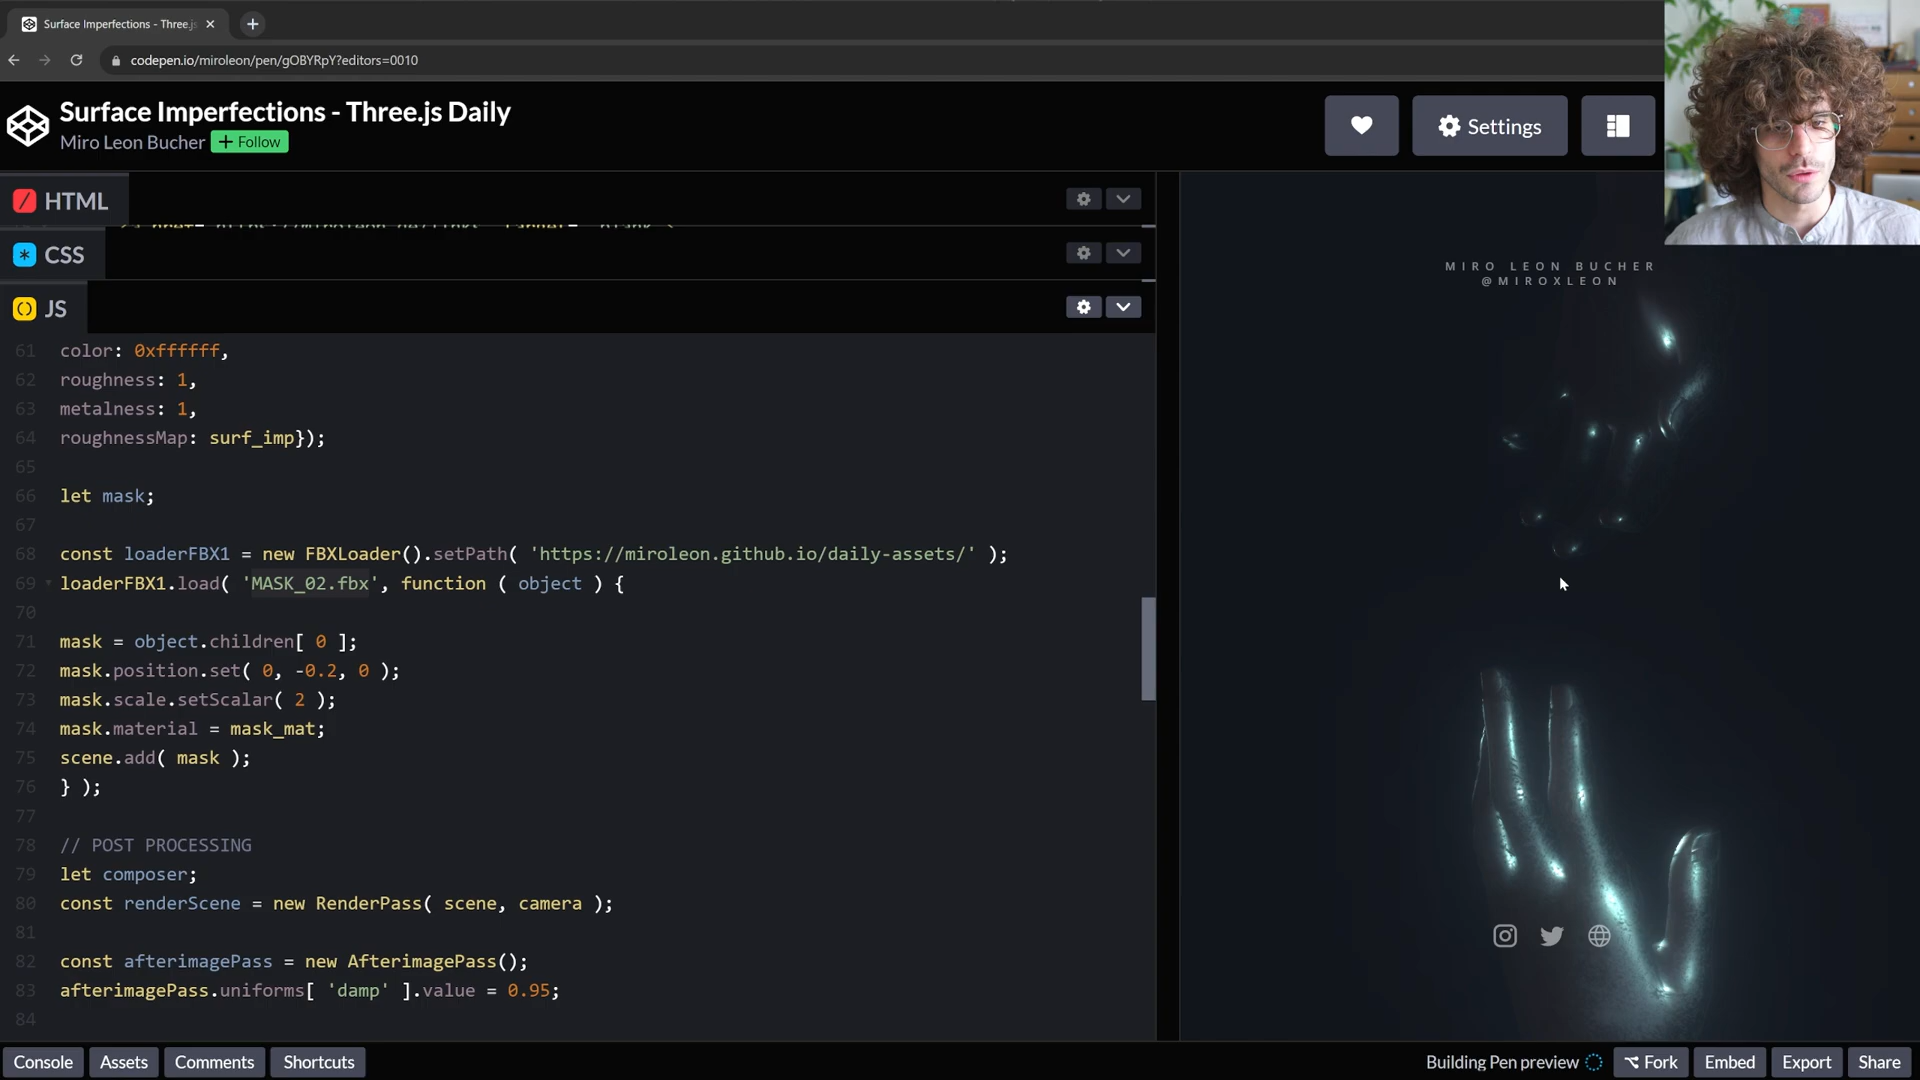 Surface Imperfections - Three.js
codepen.io/miroleon/pen/gOBYRpY?editors=0010
Surface Imperfections - Three.js Daily
Miro Leon Bucher
+ Follow
Settings
HTML
CSS
JS
61 color: 0xffffff,
62 roughness: 1,
63 metalness: 1,
64 roughnessMap: surf_imp});
65
66 let mask;
67
68 const loaderFBX1 = new FBXLoader().setPath( 'https://miroleon.github.io/daily-assets/' );
69 loaderFBX1.load( 'MASK_02.fbx', function ( object ) {
70
71 mask = object.children[ 0 ];
72 mask.position.set( 0, -0.2, 0 );
73 mask.scale.setScalar( 2 );
74 mask.material = mask_mat;
75 scene.add( mask );
76 } );
77
78 // POST PROCESSING
79 let composer;
80 const renderScene = new RenderPass( scene, camera );
81
82 const afterimagePass = new AfterimagePass();
83 afterimagePass.uniforms[ 'damp' ].value = 0.95;
84
MIRO LEON BUCHER
@MIROXLEON
Console
Assets
Comments
Shortcuts
Building Pen preview
Fork
Embed
Export
Share